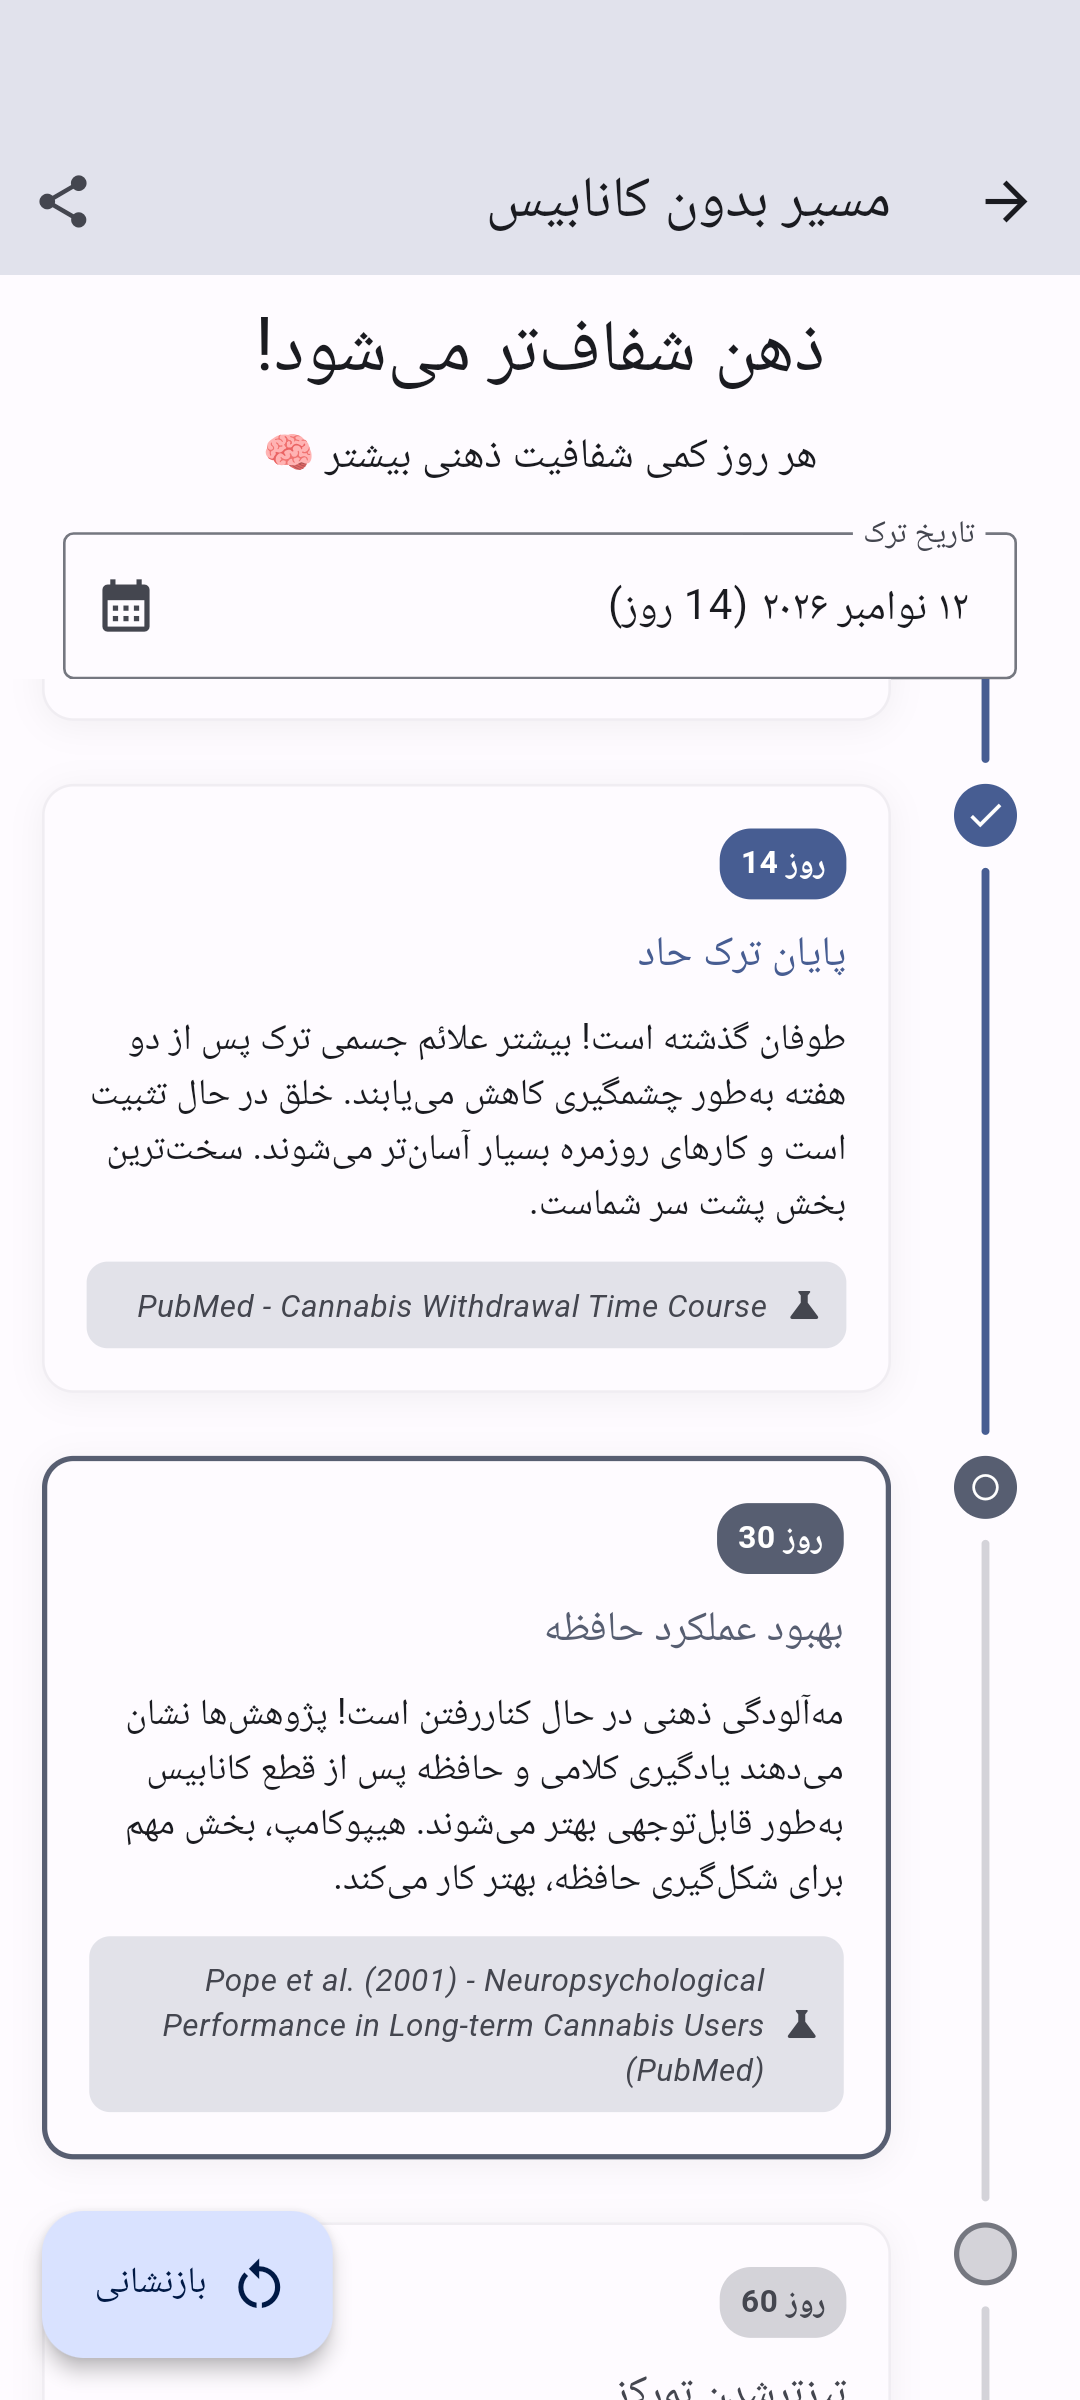 مسیر بدون کانابیس
ذهن شفاف‌تر می‌شود!
هر روز کمی شفافیت ذهنی بیشتر 🧠
تاریخ ترک
۱۲ نوامبر ۲۰۲۶ (14 روز)
روز 14
پایان ترک حاد
طوفان گذشته است! بیشتر علائم جسمی ترک پس از دو
هفته به‌طور چشمگیری کاهش می‌یابند. خلق در حال تثبیت
است و کارهای روزمره بسیار آسان‌تر می‌شوند. سخت‌ترین
بخش پشت سر شماست.
PubMed - Cannabis Withdrawal Time Course
روز 30
بهبود عملکرد حافظه
مه‌آلودگی ذهنی در حال کناررفتن است! پژوهش‌ها نشان
می‌دهند یادگیری کلامی و حافظه پس از قطع کانابیس
به‌طور قابل‌توجهی بهتر می‌شوند. هیپوکامپ، بخش مهم
برای شکل‌گیری حافظه، بهتر کار می‌کند.
Pope et al. (2001) - Neuropsychological
Performance in Long-term Cannabis Users
(PubMed)
روز 60
تیزترشدن تمرکز
بازنشانی